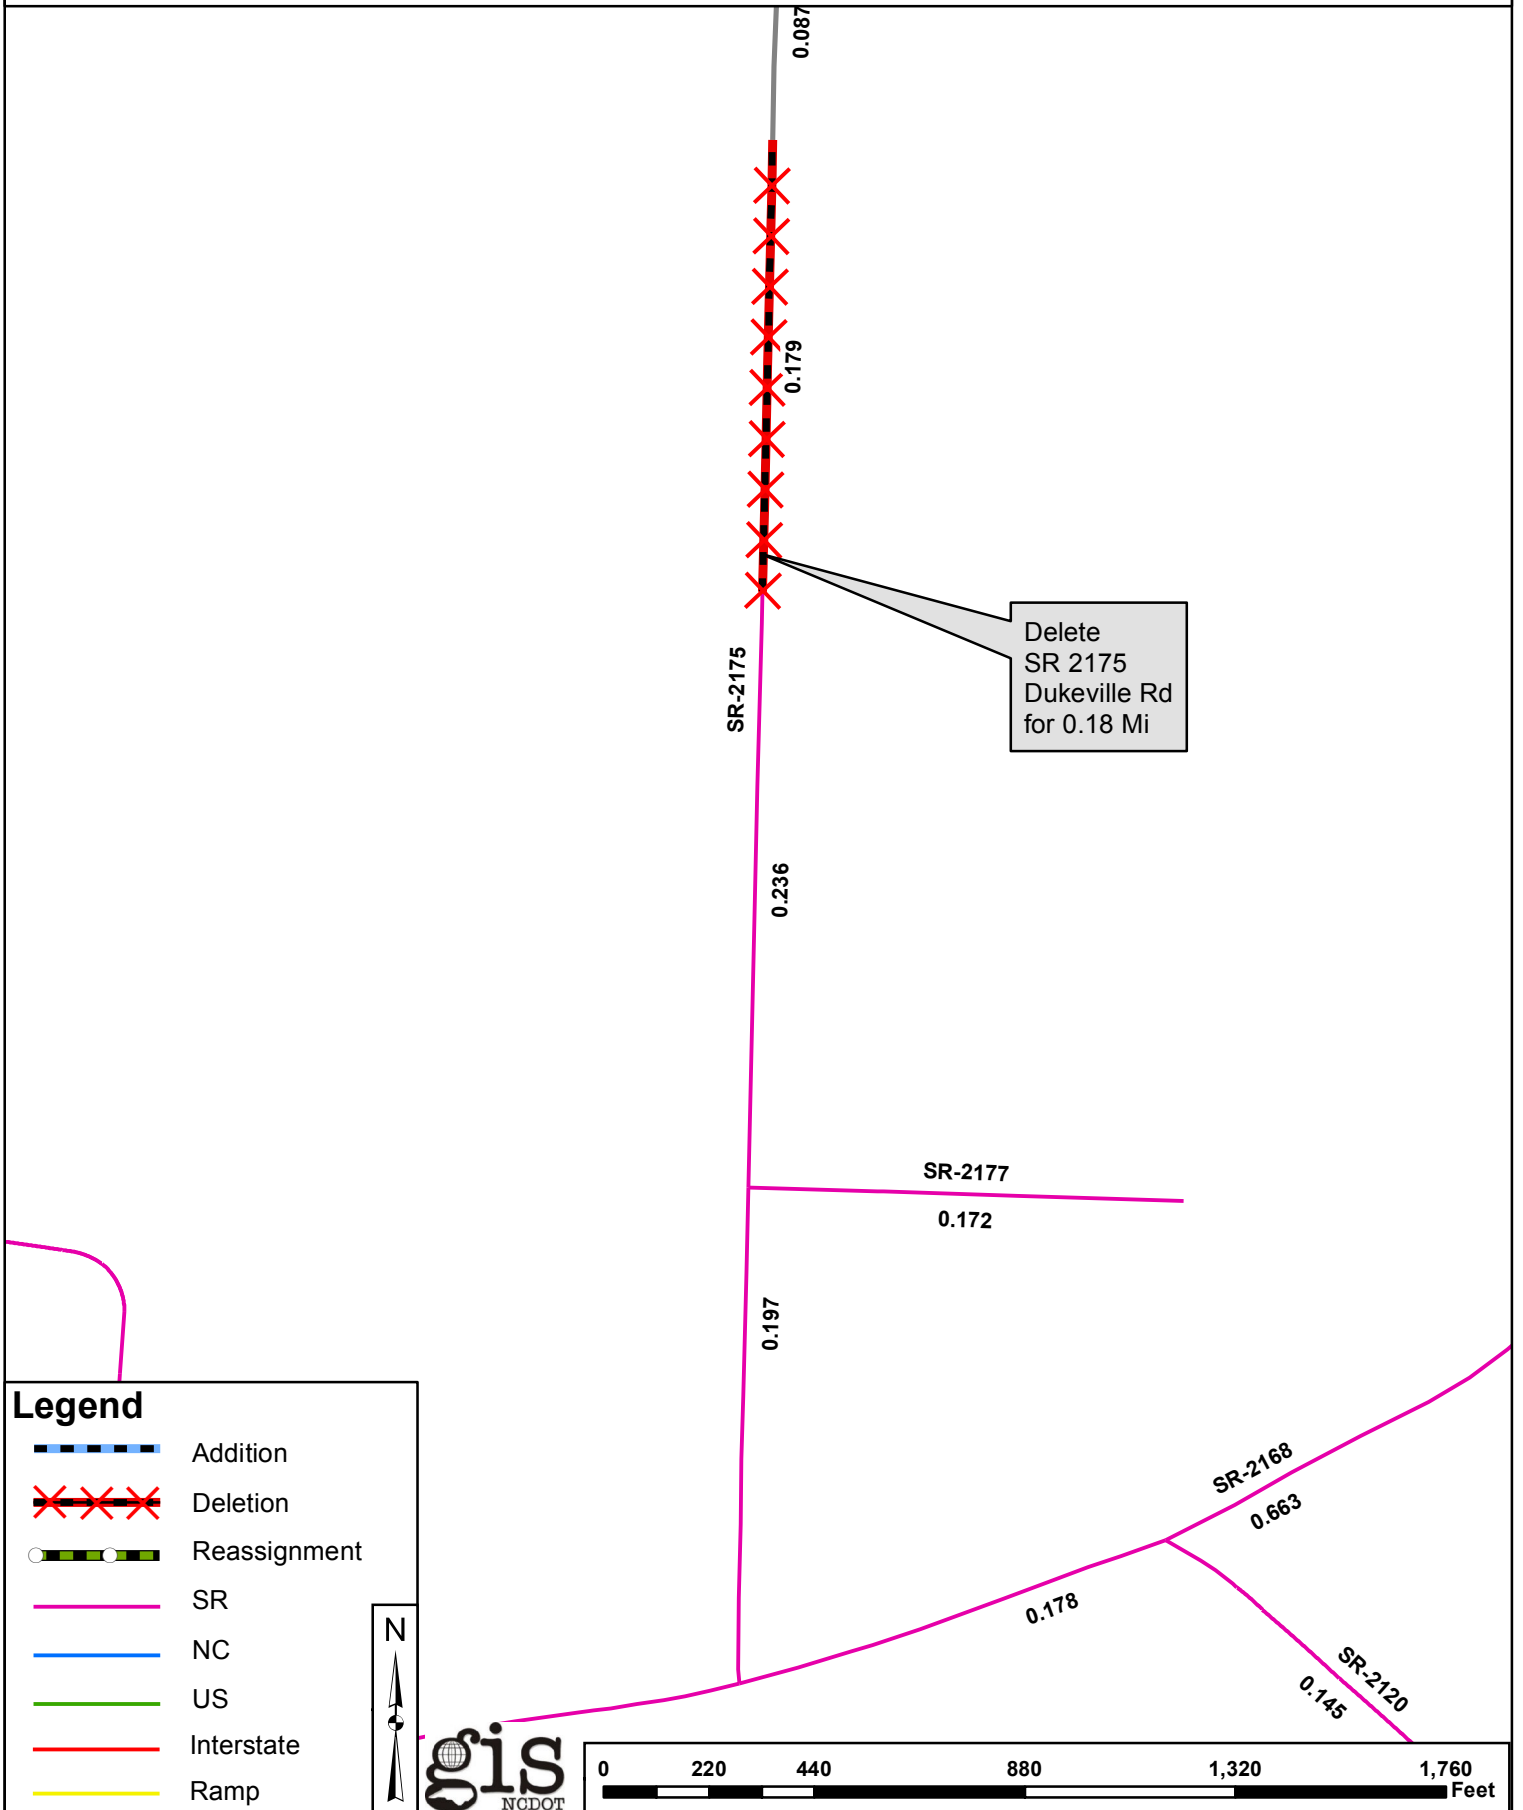 0.087
0.179
Delete
SR 2175
Dukeville Rd
for 0.18 Mi
SR-2175
0.236
SR-2177
0.172
0.197
SR-2168
0.663
0.178
SR-2120
0.145
Legend
Addition
Deletion
Reassignment
SR
NC
US
Interstate
Ramp
N
gis
NCDOT
0 220 440 880 1,320 1,760
Feet